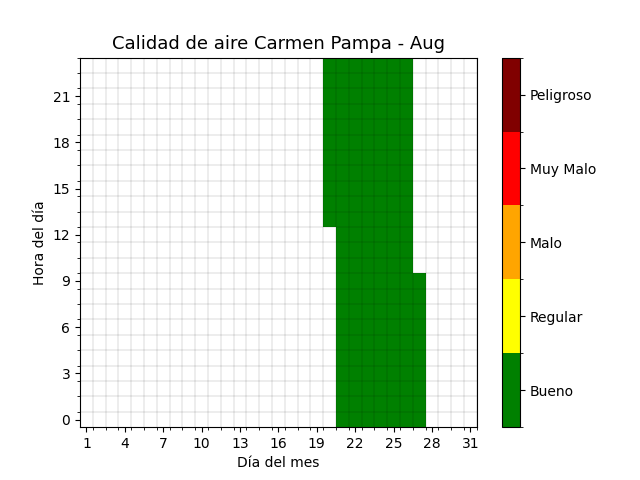 Calidad de aire Carmen Pampa - Aug
Hora del día
21
18
15
12
9
6
3
0
1 4 7 10 13 16 19 22 25 28 31
Día del mes
Peligroso
Muy Malo
Malo
Regular
Bueno